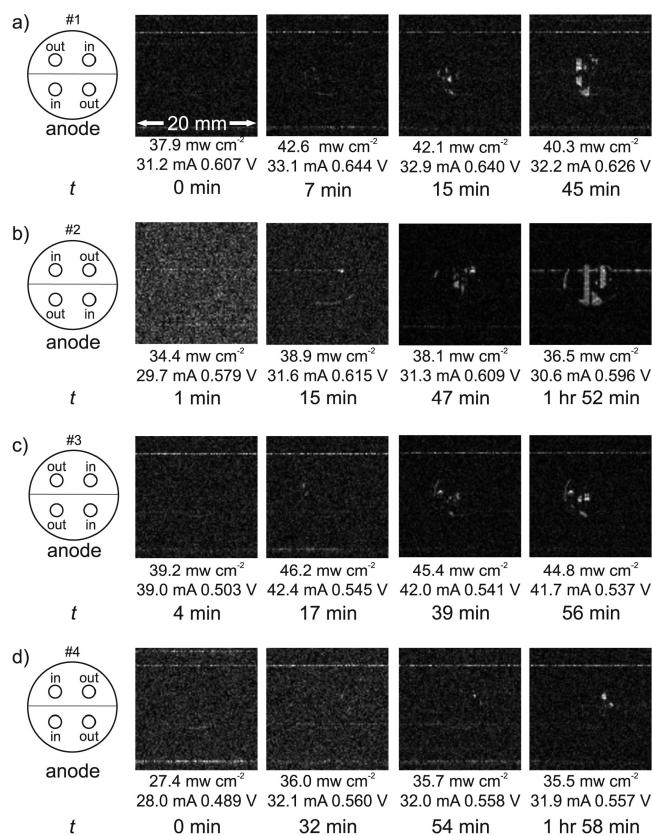 a)
#1
out in
in out
anode
20 mm
37.9 mw cm-2 42.6 mw cm-2 42.1 mw cm-2 40.3 mw cm-2
31.2 mA 0.607 V 33.1 mA 0.644 V 32.9 mA 0.640 V 32.2 mA 0.626 V
t 0 min 7 min 15 min 45 min
b)
#2
in out
out in
anode
34.4 mw cm-2 38.9 mw cm-2 38.1 mw cm-2 36.5 mw cm-2
29.7 mA 0.579 V 31.6 mA 0.615 V 31.3 mA 0.609 V 30.6 mA 0.596 V
t 1 min 15 min 47 min 1 hr 52 min
c)
#3
out in
out in
anode
39.2 mw cm-2 46.2 mw cm-2 45.4 mw cm-2 44.8 mw cm-2
39.0 mA 0.503 V 42.4 mA 0.545 V 42.0 mA 0.541 V 41.7 mA 0.537 V
t 4 min 17 min 39 min 56 min
d)
#4
in out
in out
anode
27.4 mw cm-2 36.0 mw cm-2 35.7 mw cm-2 35.5 mw cm-2
28.0 mA 0.489 V 32.1 mA 0.560 V 32.0 mA 0.558 V 31.9 mA 0.557 V
t 0 min 32 min 54 min 1 hr 58 min